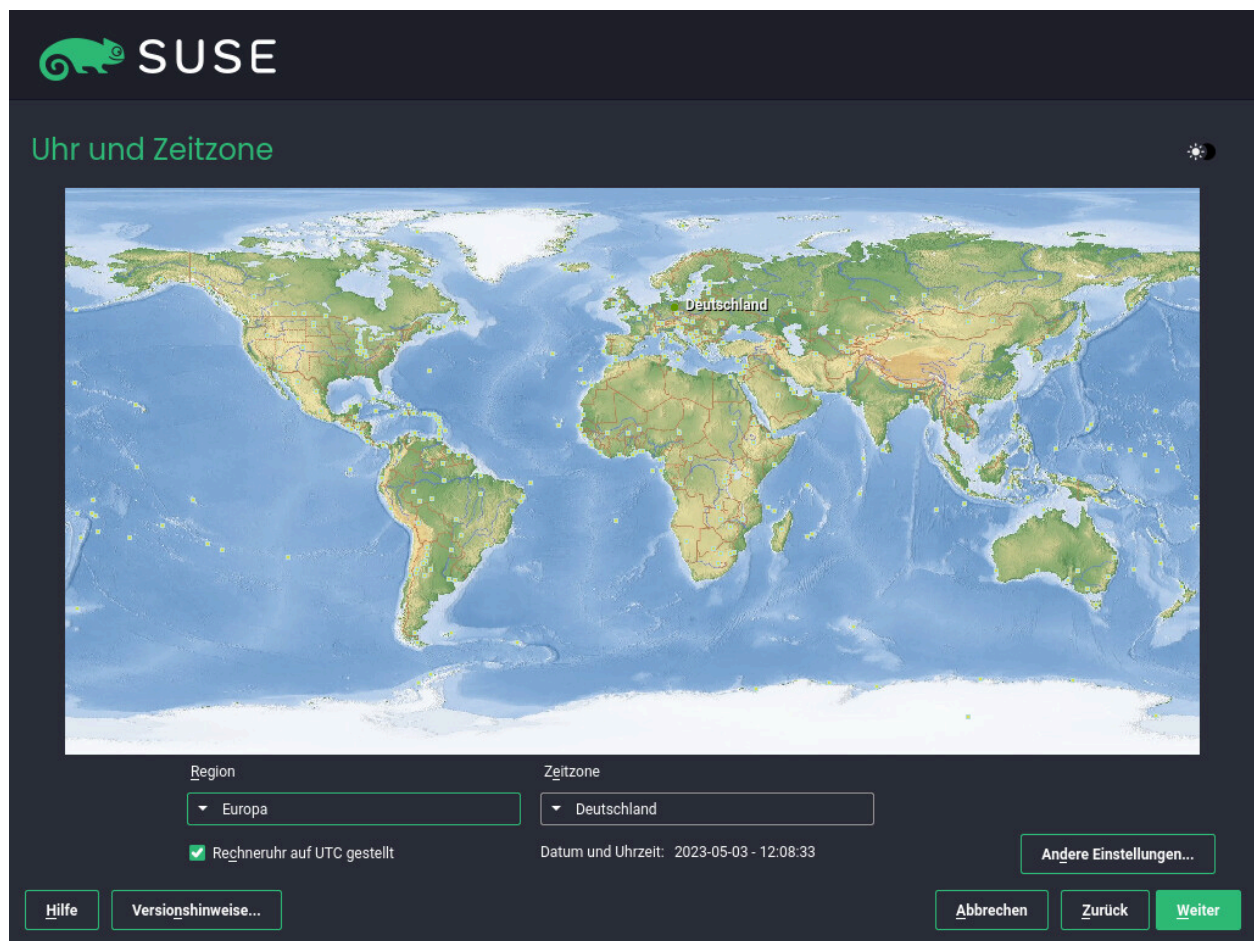 SUSE
Uhr und Zeitzone
Deutschland
Region
Zeitzone
Europa
Deutschland
Rechneruhr auf UTC gestellt
Datum und Uhrzeit: 2023-05-03 - 12:08:33
Andere Einstellungen...
Hilfe
Versionshinweise...
Abbrechen
Zurück
Weiter